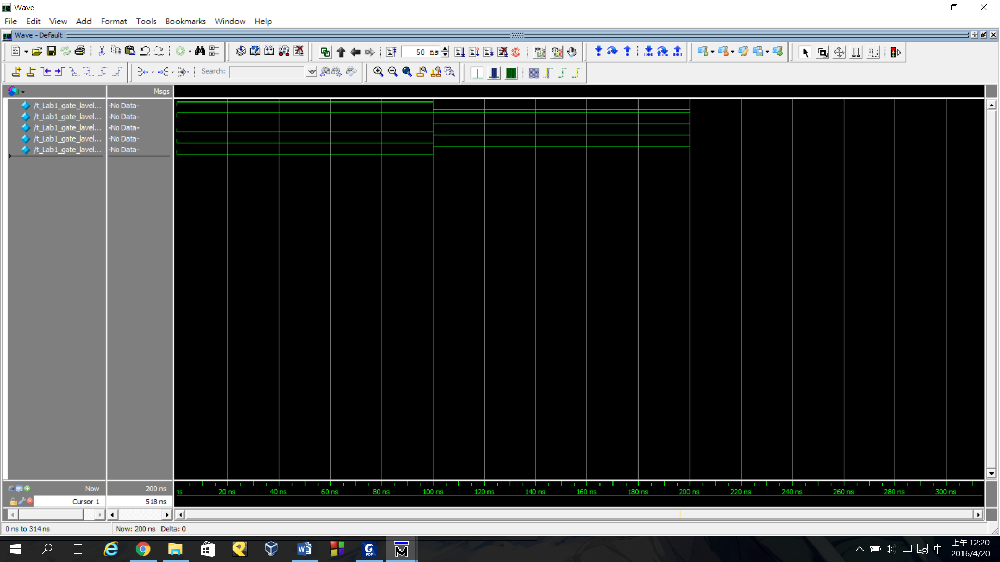 Wave
File Edit View Add Format Tools Bookmarks Window Help
Wave - Default
50 ns
Search:
Msgs
/t_Lab1_gate_lavel... -No Data-
/t_Lab1_gate_lavel... -No Data-
/t_Lab1_gate_lavel... -No Data-
/t_Lab1_gate_lavel... -No Data-
/t_Lab1_gate_lavel... -No Data-
Now 200 ns
ns 20 ns 40 ns 60 ns 80 ns 100 ns 120 ns 140 ns 160 ns 180 ns 200 ns 220 ns 240 ns 260 ns 280 ns 300 ns
Cursor 1 518 ns
0 ns to 314 ns Now: 200 ns Delta: 0
中
上午 12:20
2016/4/20